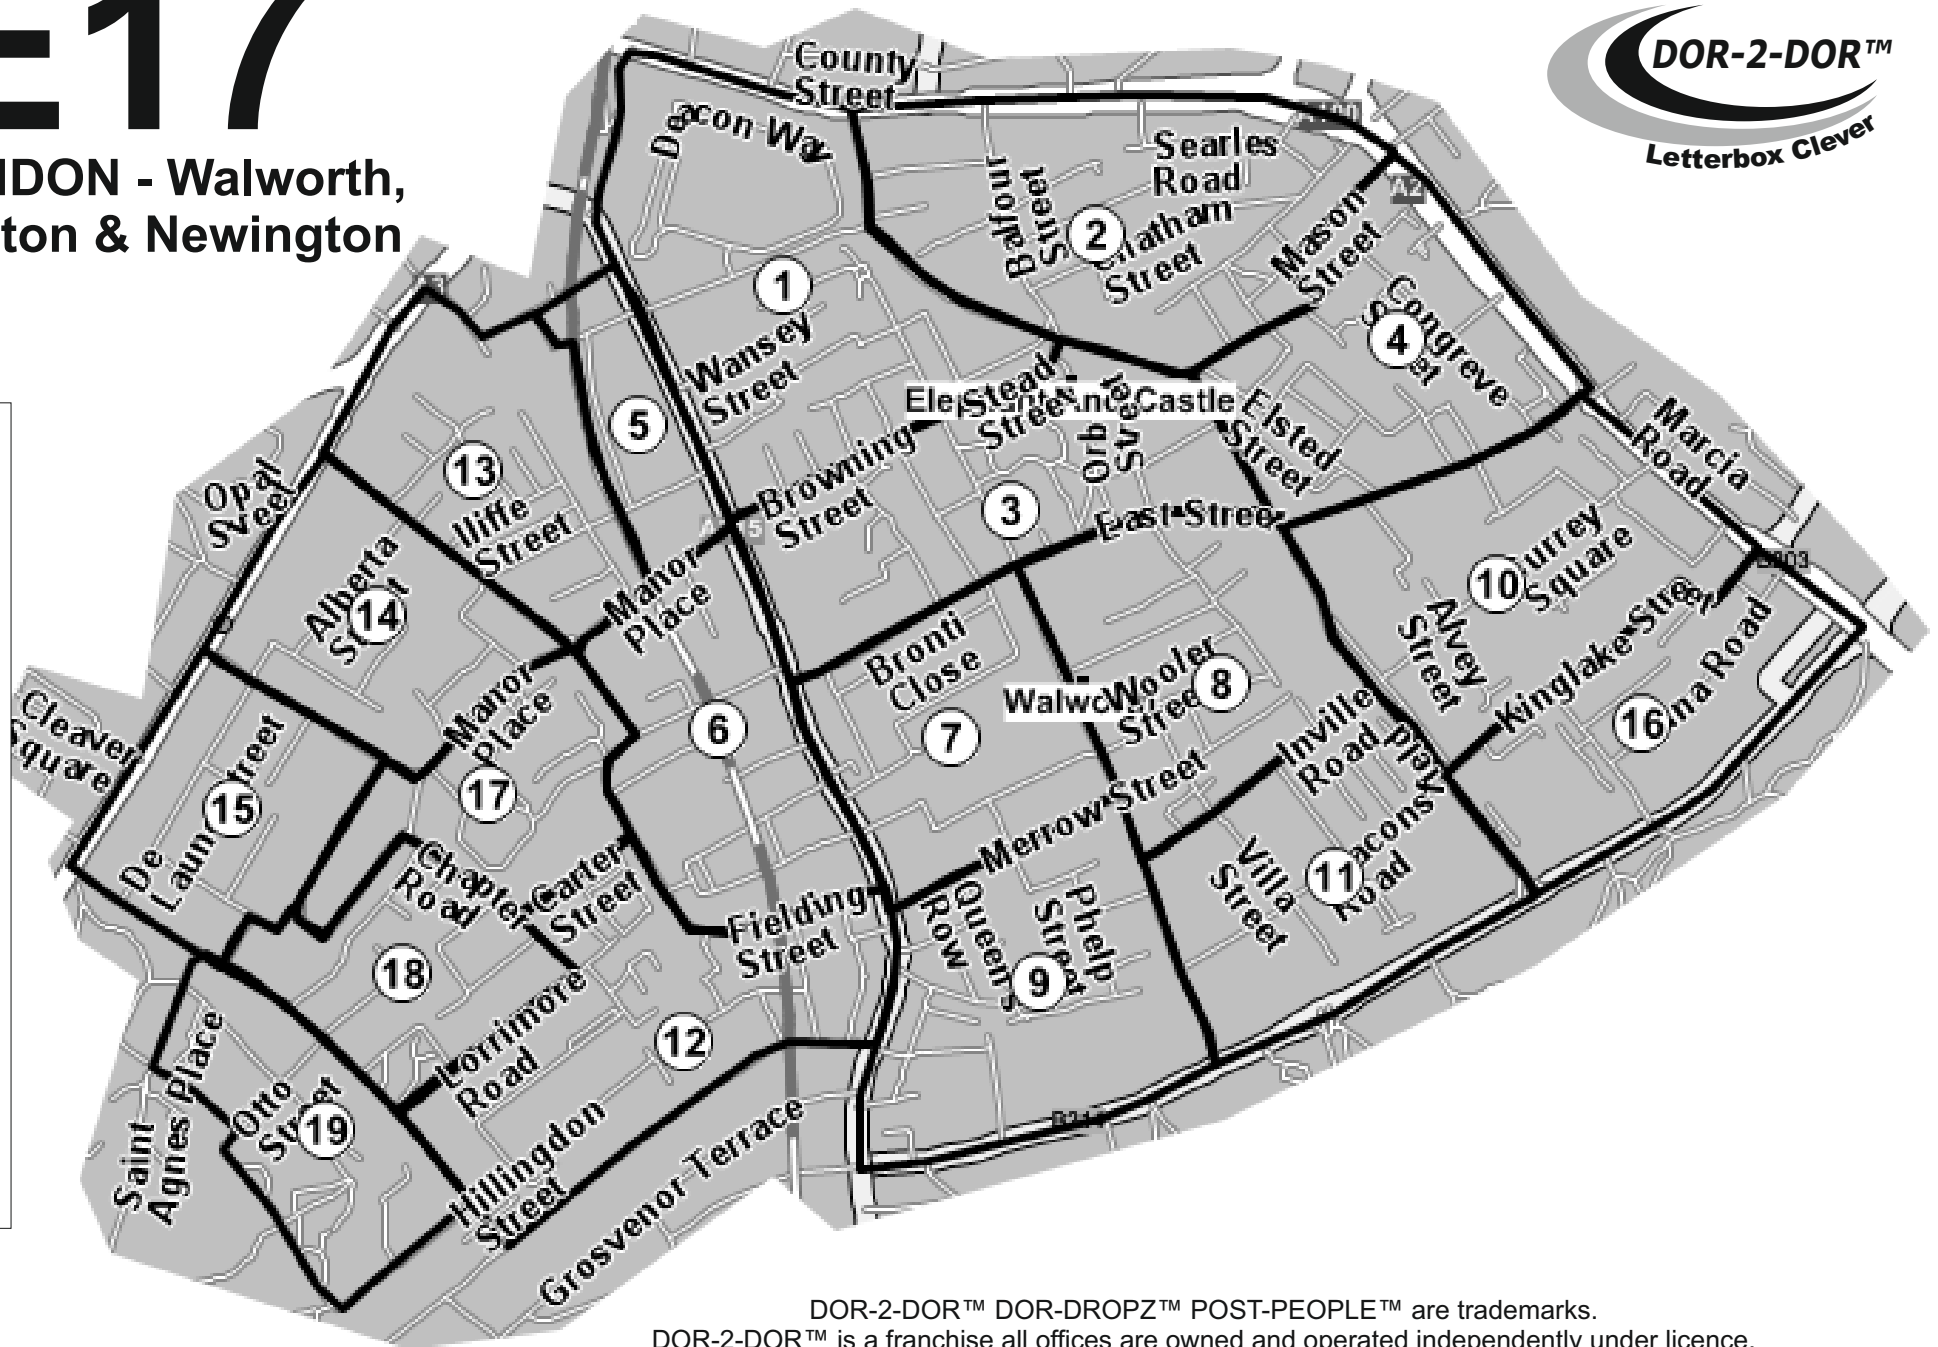 E17
NDON - Walworth,
ton & Newington
DOR-2-DOR™
Letterbox Clever
County
Street
Deacon Way
Searles
Road
Balfour
Street
2
Street
Mason
Street
A2
1
Congreve
4
Wansey
Street
Stead
Street
Castle
5
Orb
Elsted
Street
Marcia
Road
Opal
Street
13
Browning
Street
Iliffe
Street
3
East Street
Alberta
14
Manor
Place
10
Square
Bronti
Close
Alvey
Street
Kinglake Street
Wooler
8
Cleaver
Square
Manor
Place
6
7
Inville
Road
16
15
De
17
Merrow Street
Chapter
Road
Carter
Street
Villa
Street
11
Fielding
Street
Queens
Row
Phelp
Street
18
9
Lorrimore
Road
12
Saint
Agnes Place
Otto
19
Hillingdon
Street
Grosvenor Terrace
DOR-2-DOR™ DOR-DROPZ™ POST-PEOPLE™ are trademarks.
DOR-2-DOR™ is a franchise all offices are owned and operated independently under licence.